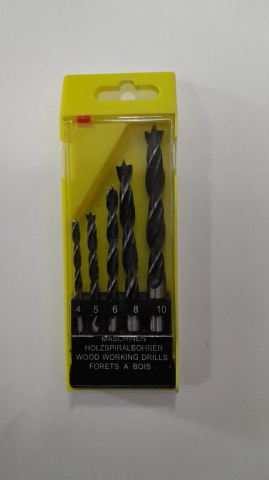 4 5 6 8 10
MASCHINEN
HOLZSPIRALBOHRER
WOOD WORKING DRILLS
FORETS A BOIS